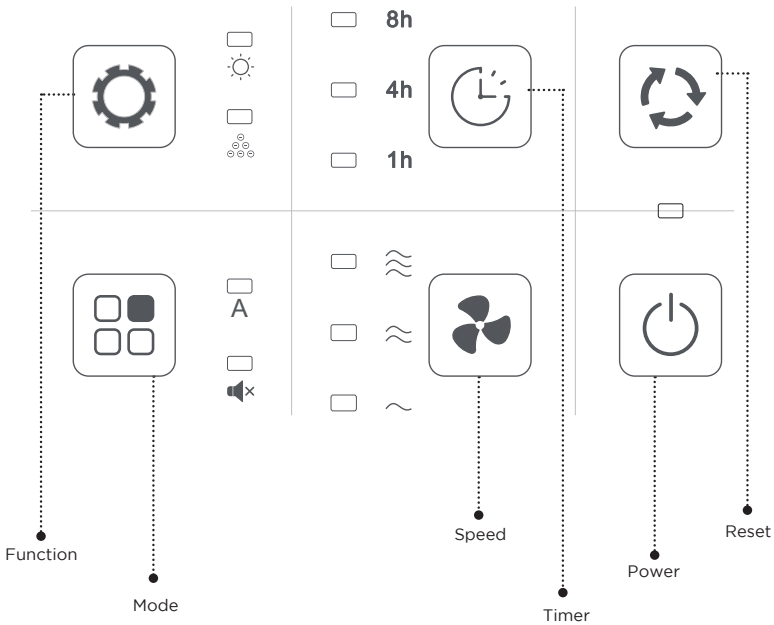 8h
4h
1h
A
Speed
Reset
Function
Power
Mode
Timer